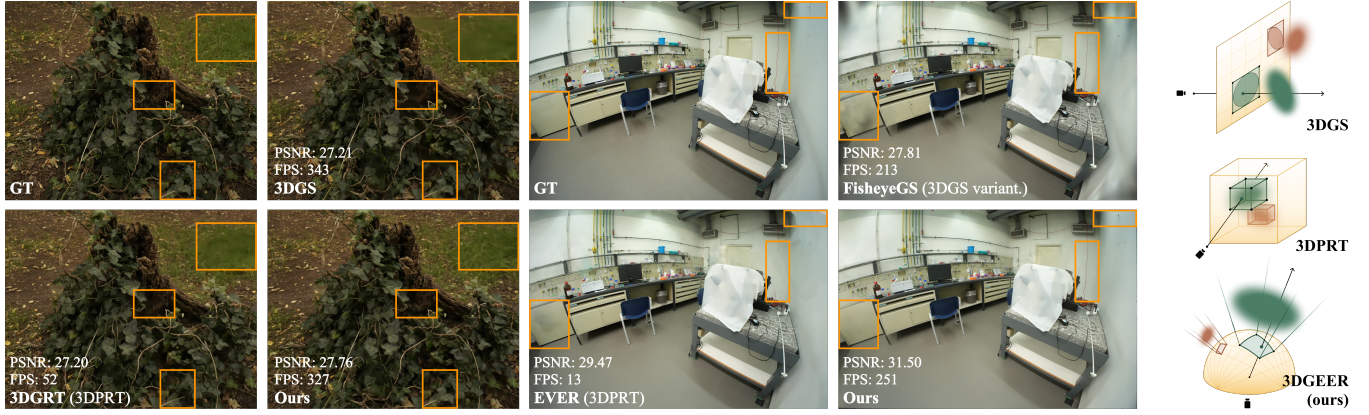 GT
PSNR: 27.21
FPS: 343
3DGS
GT
PSNR: 27.81
FPS: 213
FisheyeGS (3DGS variant.)
3DGS
PSNR: 27.20
FPS: 52
3DGRT (3DPRT)
PSNR: 27.76
FPS: 327
Ours
PSNR: 29.47
FPS: 13
EVER (3DPRT)
PSNR: 31.50
FPS: 251
Ours
3DPRT
3DGEER
(ours)